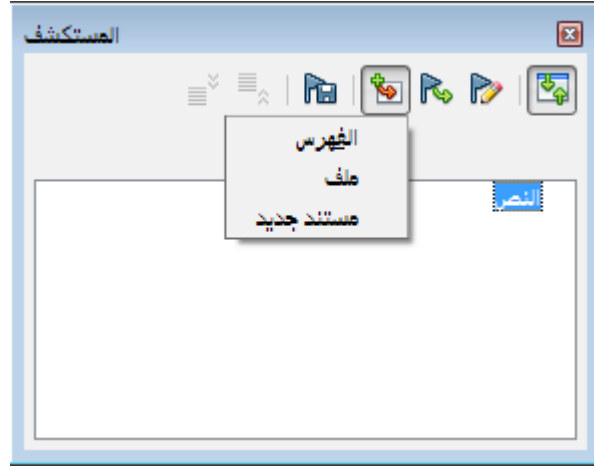 المستكشف
الفهرس
ملف
مستند جديد
النص